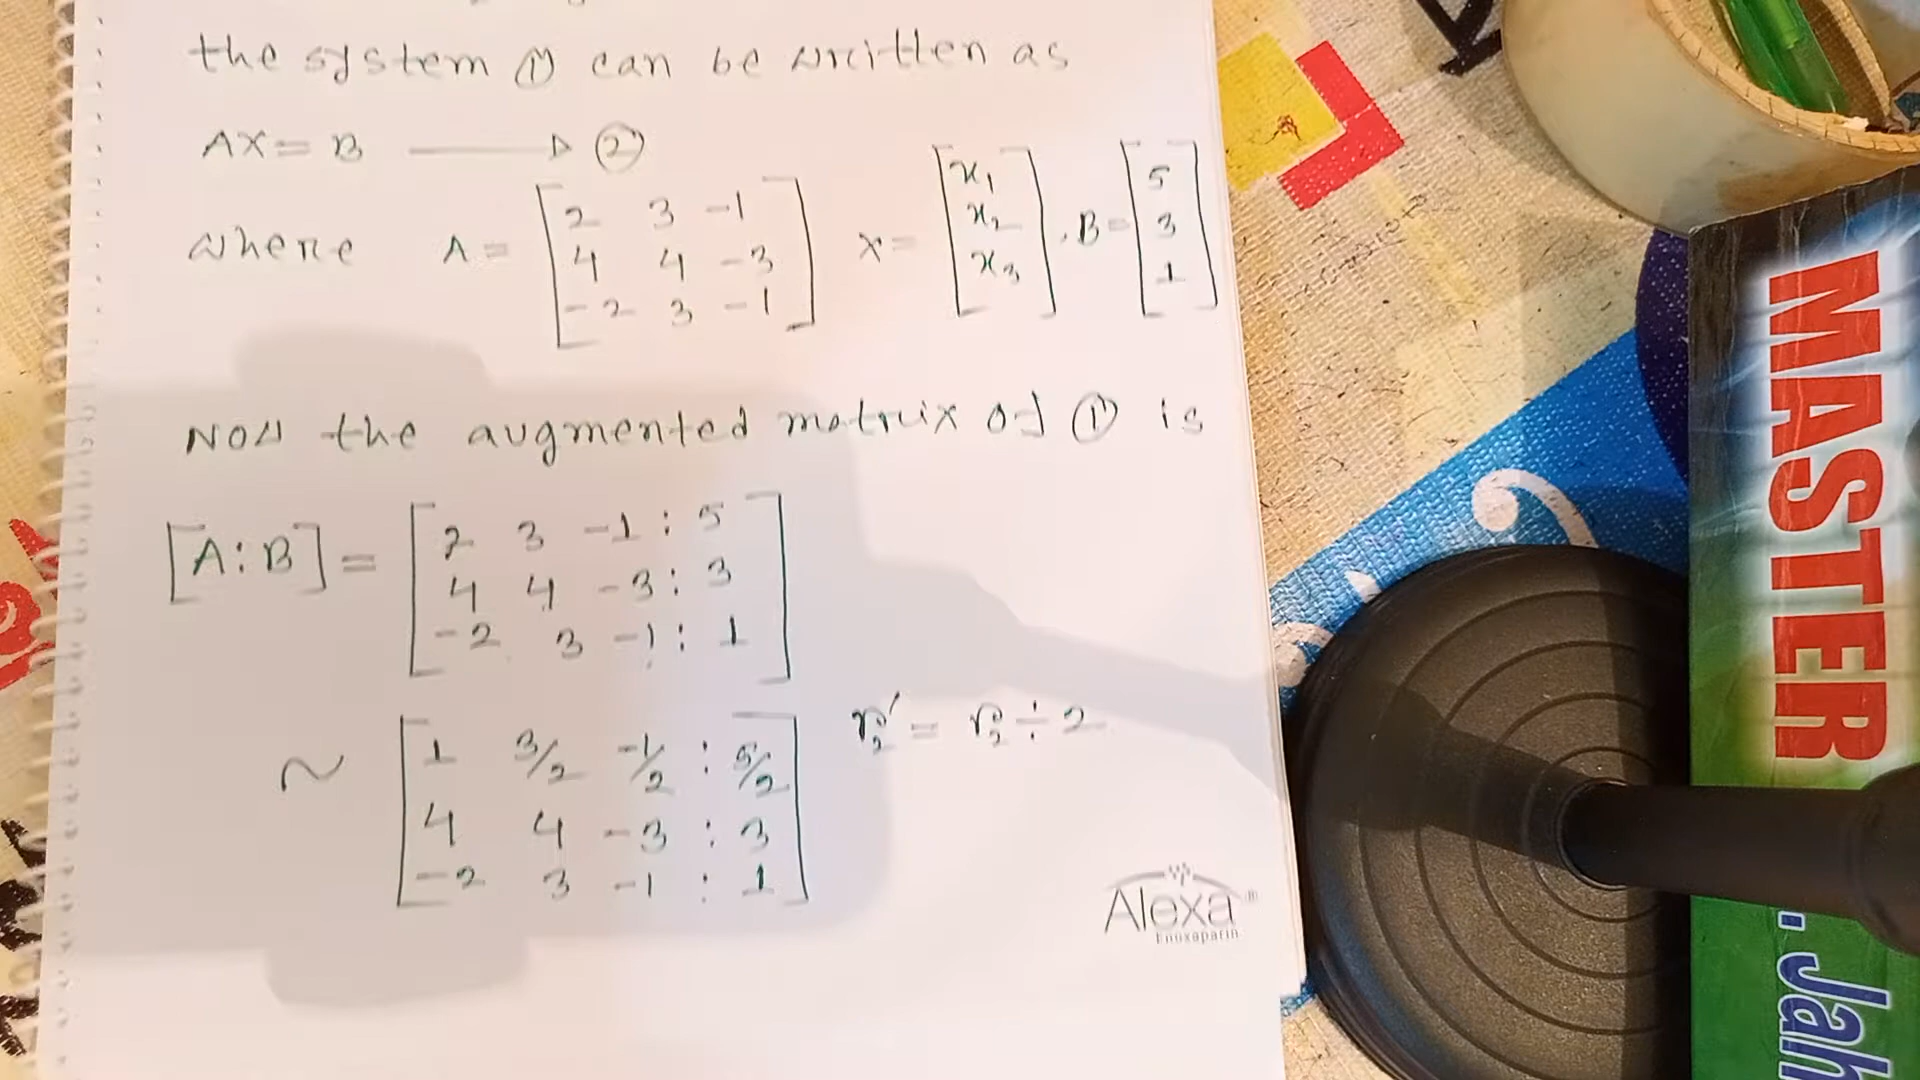 the system ① can be written as
AX = B ——▷ ②
where A = [2 3 -1; 4 4 -3; -2 3 -1] X = [x₁; x₂; x₃], B = [5; 3; 1]
Now the augmented matrix of ① is
[A:B] = [2 3 -1 : 5
4 4 -3 : 3
-2 3 -1 : 1]
~ [1 3/2 -1/2 : 5/2 r₂′ = r₂ ÷ 2
4 4 -3 : 3
-2 3 -1 : 1]
Alexa
Enoxaparin
MASTER
. Jah